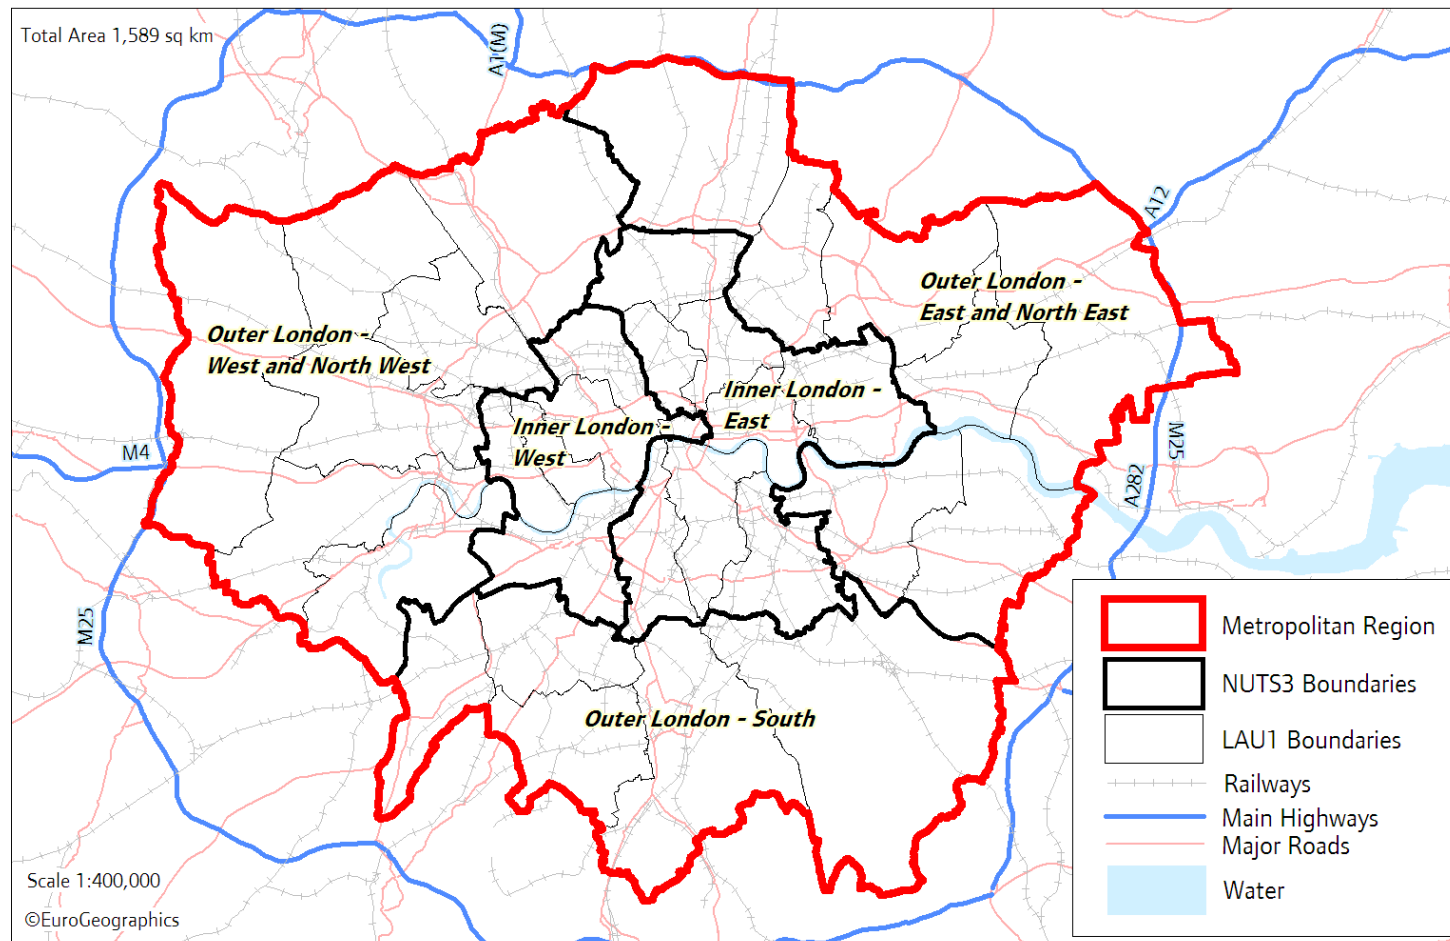 Total Area 1,589 sq km
A1(M)
A12
Outer London -
East and North East
Outer London -
West and North West
Inner London -
East
Inner London -
West
M4
M25
A282
M25
Outer London - South
Metropolitan Region
NUTS3 Boundaries
LAU1 Boundaries
Railways
Main Highways
Major Roads
Water
Scale 1:400,000
©EuroGeographics